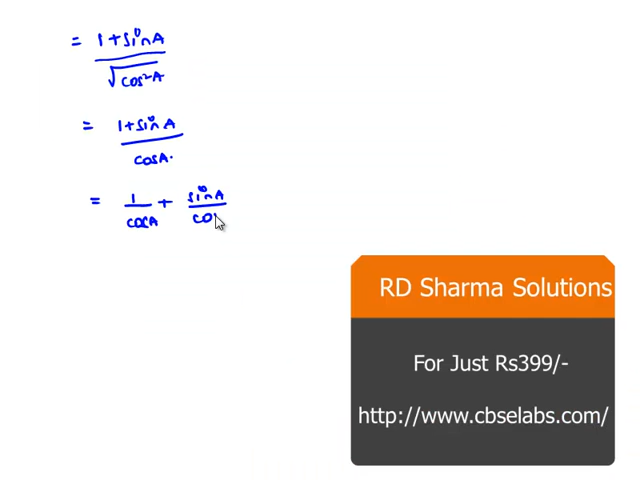 = 1+sinA
√cos²A
= 1+sinA
cosA.
= 1/cosA + sinA/co
RD Sharma Solutions
For Just Rs399/-
http://www.cbselabs.com/